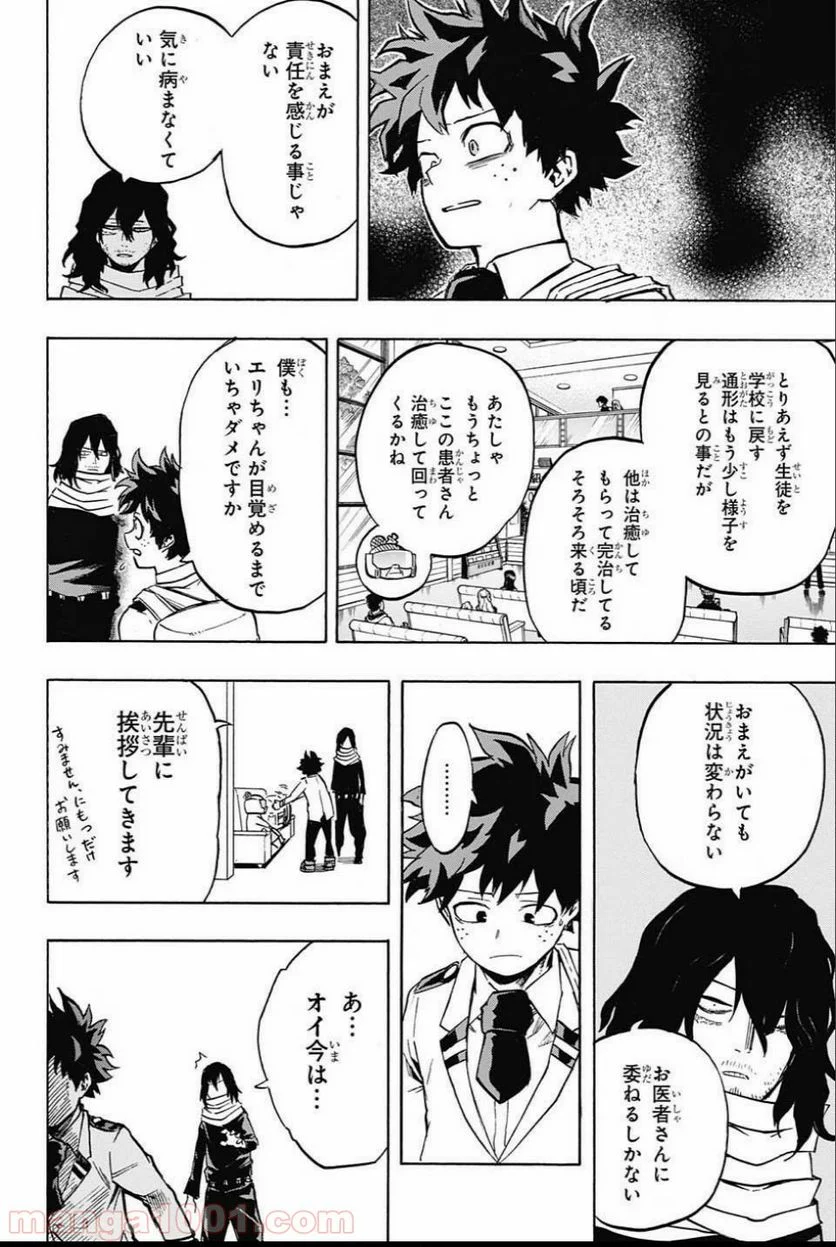 おまえが
責任を感じる事じゃ
ない
気に病まなくて
いい
とりあえず生徒を
学校に戻す
通形はもう少し様子を
見るとの事だが
他は治癒して
もらって完治してる
そろそろ来る頃だ
あたしゃ
もうちょっと
ここの患者さん
治癒して回って
くるかね
僕も…
エリちゃんが目覚めるまで
いちゃダメですか
おまえがいても
状況は変わらない
お医者さんに
委ねるしかない
………
先輩に
挨拶してきます
すみません、にもつだけ
お願いします
あ…
オイ今は…
manga1001.com